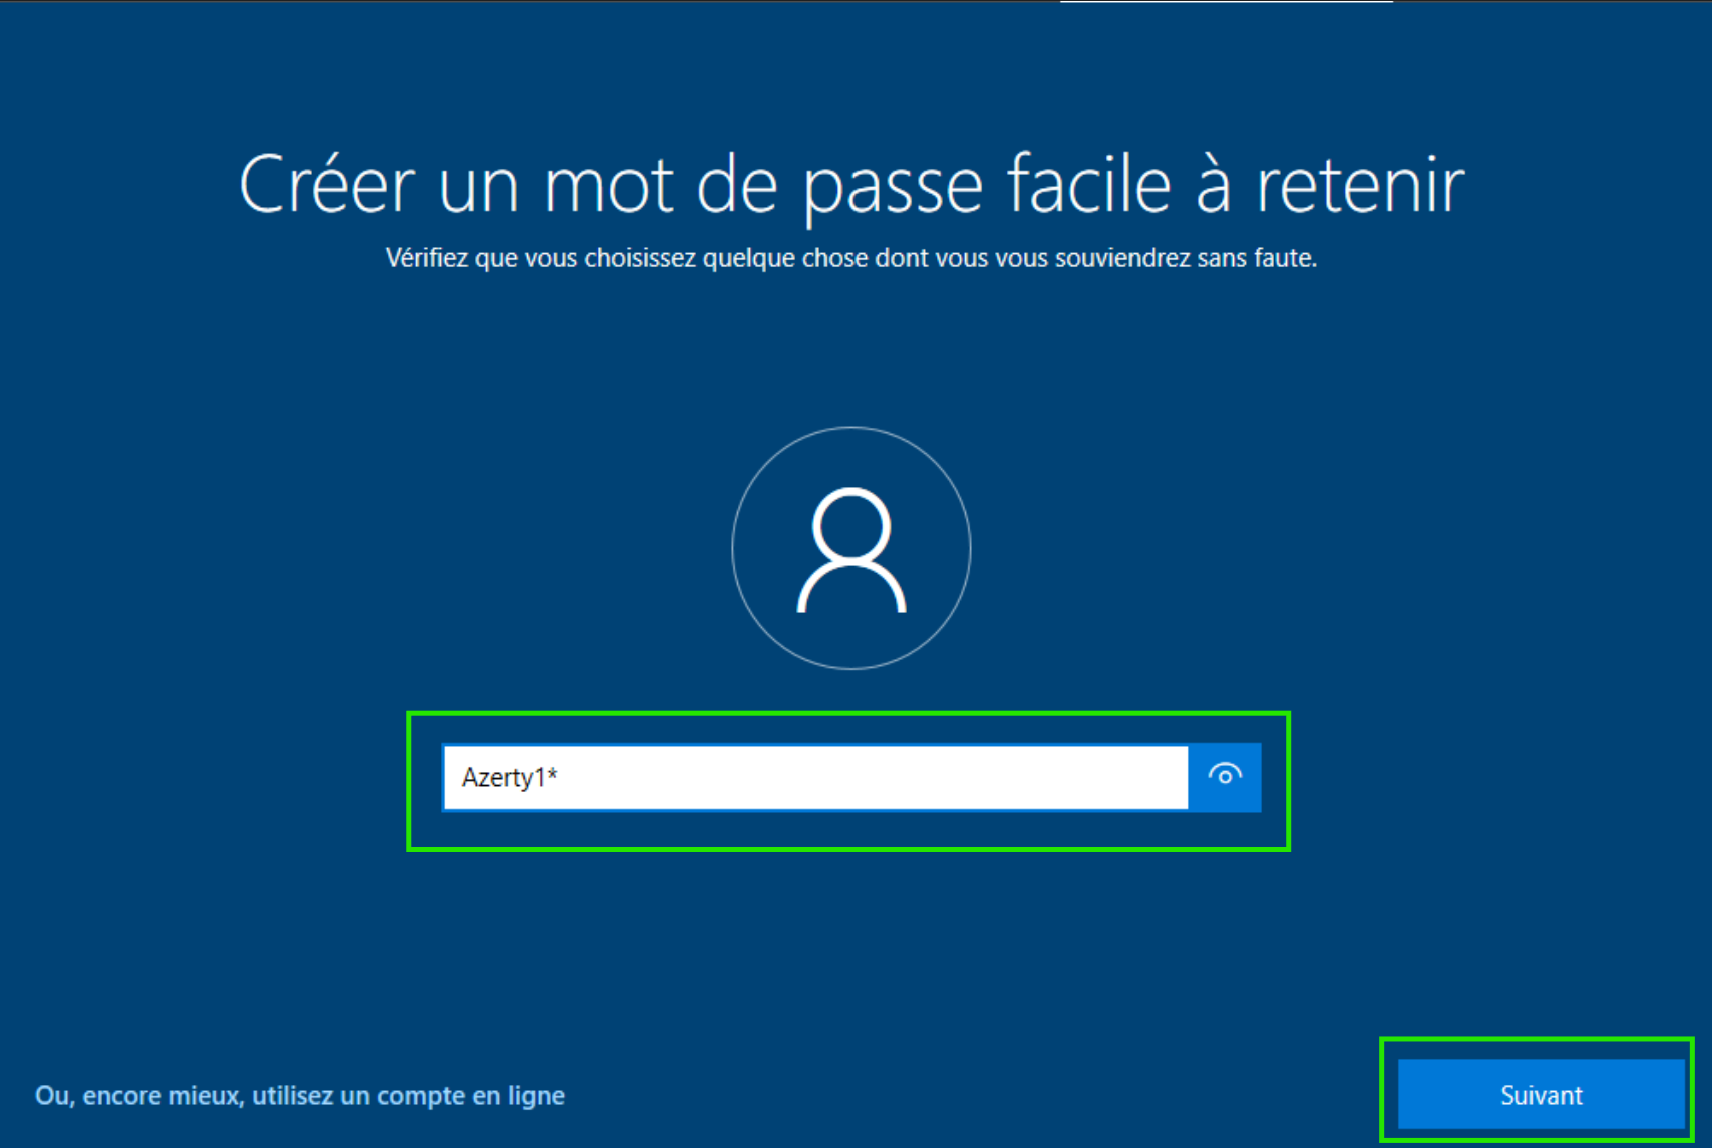 Créer un mot de passe facile à retenir
Vérifiez que vous choisissez quelque chose dont vous vous souviendrez sans faute.
Azerty1*
Ou, encore mieux, utilisez un compte en ligne
Suivant